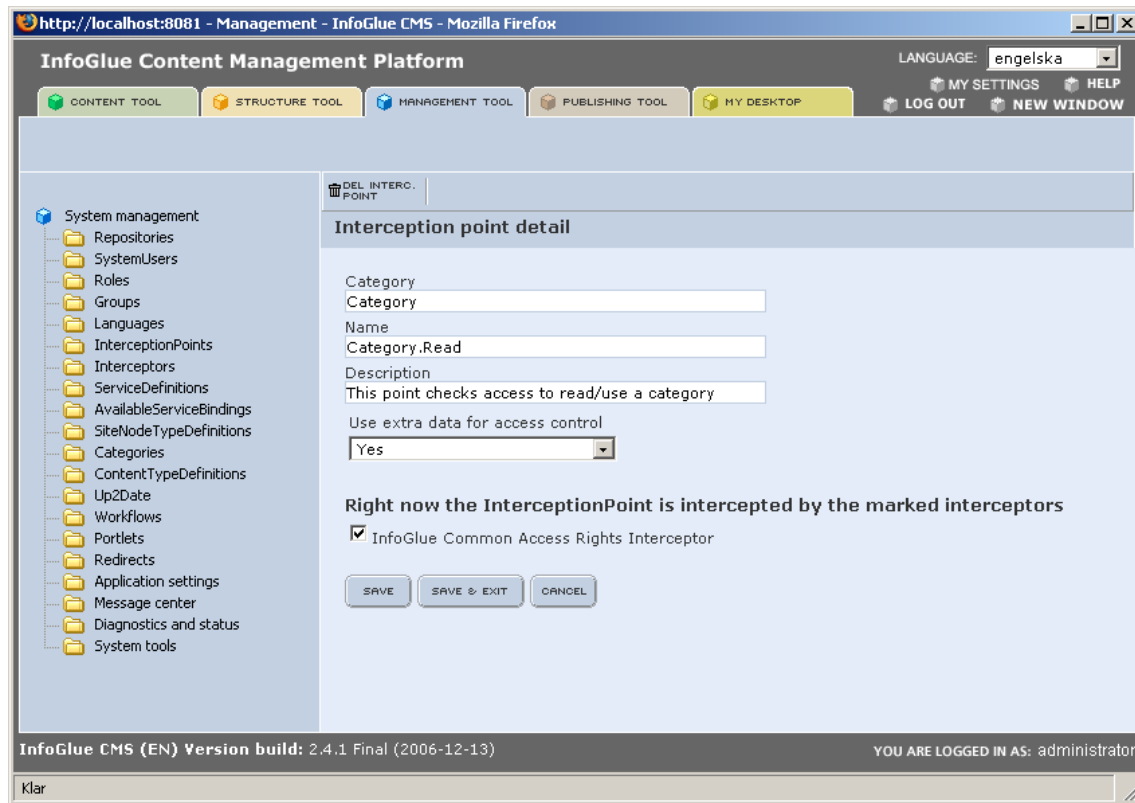 http://localhost:8081 - Management - InfoGlue CMS - Mozilla Firefox
InfoGlue Content Management Platform
LANGUAGE: engelska
MY SETTINGS HELP
LOG OUT NEW WINDOW
CONTENT TOOL
STRUCTURE TOOL
MANAGEMENT TOOL
PUBLISHING TOOL
MY DESKTOP
DEL INTERC.
POINT
System management
Repositories
SystemUsers
Roles
Groups
Languages
InterceptionPoints
Interceptors
ServiceDefinitions
AvailableServiceBindings
SiteNodeTypeDefinitions
Categories
ContentTypeDefinitions
Up2Date
Workflows
Portlets
Redirects
Application settings
Message center
Diagnostics and status
System tools
Interception point detail
Category
Category
Name
Category.Read
Description
This point checks access to read/use a category
Use extra data for access control
Yes
Right now the InterceptionPoint is intercepted by the marked interceptors
InfoGlue Common Access Rights Interceptor
SAVE
SAVE & EXIT
CANCEL
InfoGlue CMS (EN) Version build: 2.4.1 Final (2006-12-13)
YOU ARE LOGGED IN AS: administrator
Klar